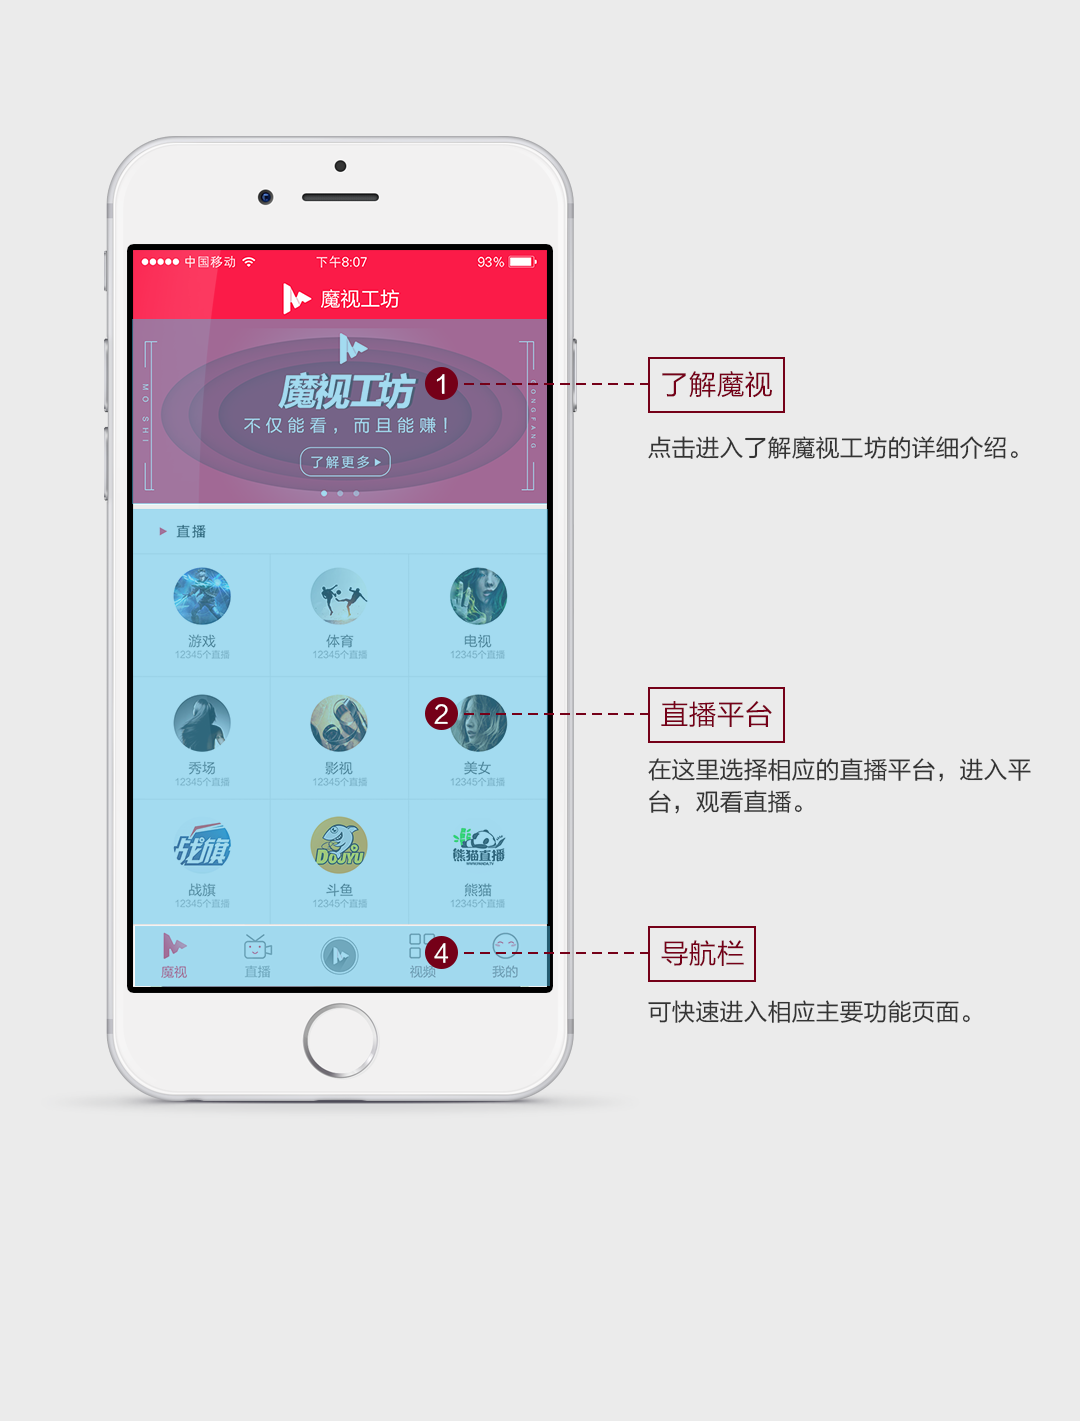 中国移动
下午8:07
93%
魔视工坊
MO SHI
魔视工坊
不仅能看，而且能赚！
了解更多
ONGFANG
1
了解魔视
点击进入了解魔视工坊的详细介绍。
直播
游戏
12345个直播
体育
12345个直播
电视
12345个直播
秀场
12345个直播
影视
12345个直播
美女
12345个直播
2
直播平台
在这里选择相应的直播平台，进入平
台，观看直播。
战旗
战旗
12345个直播
DOUYU
斗鱼
12345个直播
熊猫直播
熊猫
12345个直播
魔视
直播
视频
我的
4
导航栏
可快速进入相应主要功能页面。